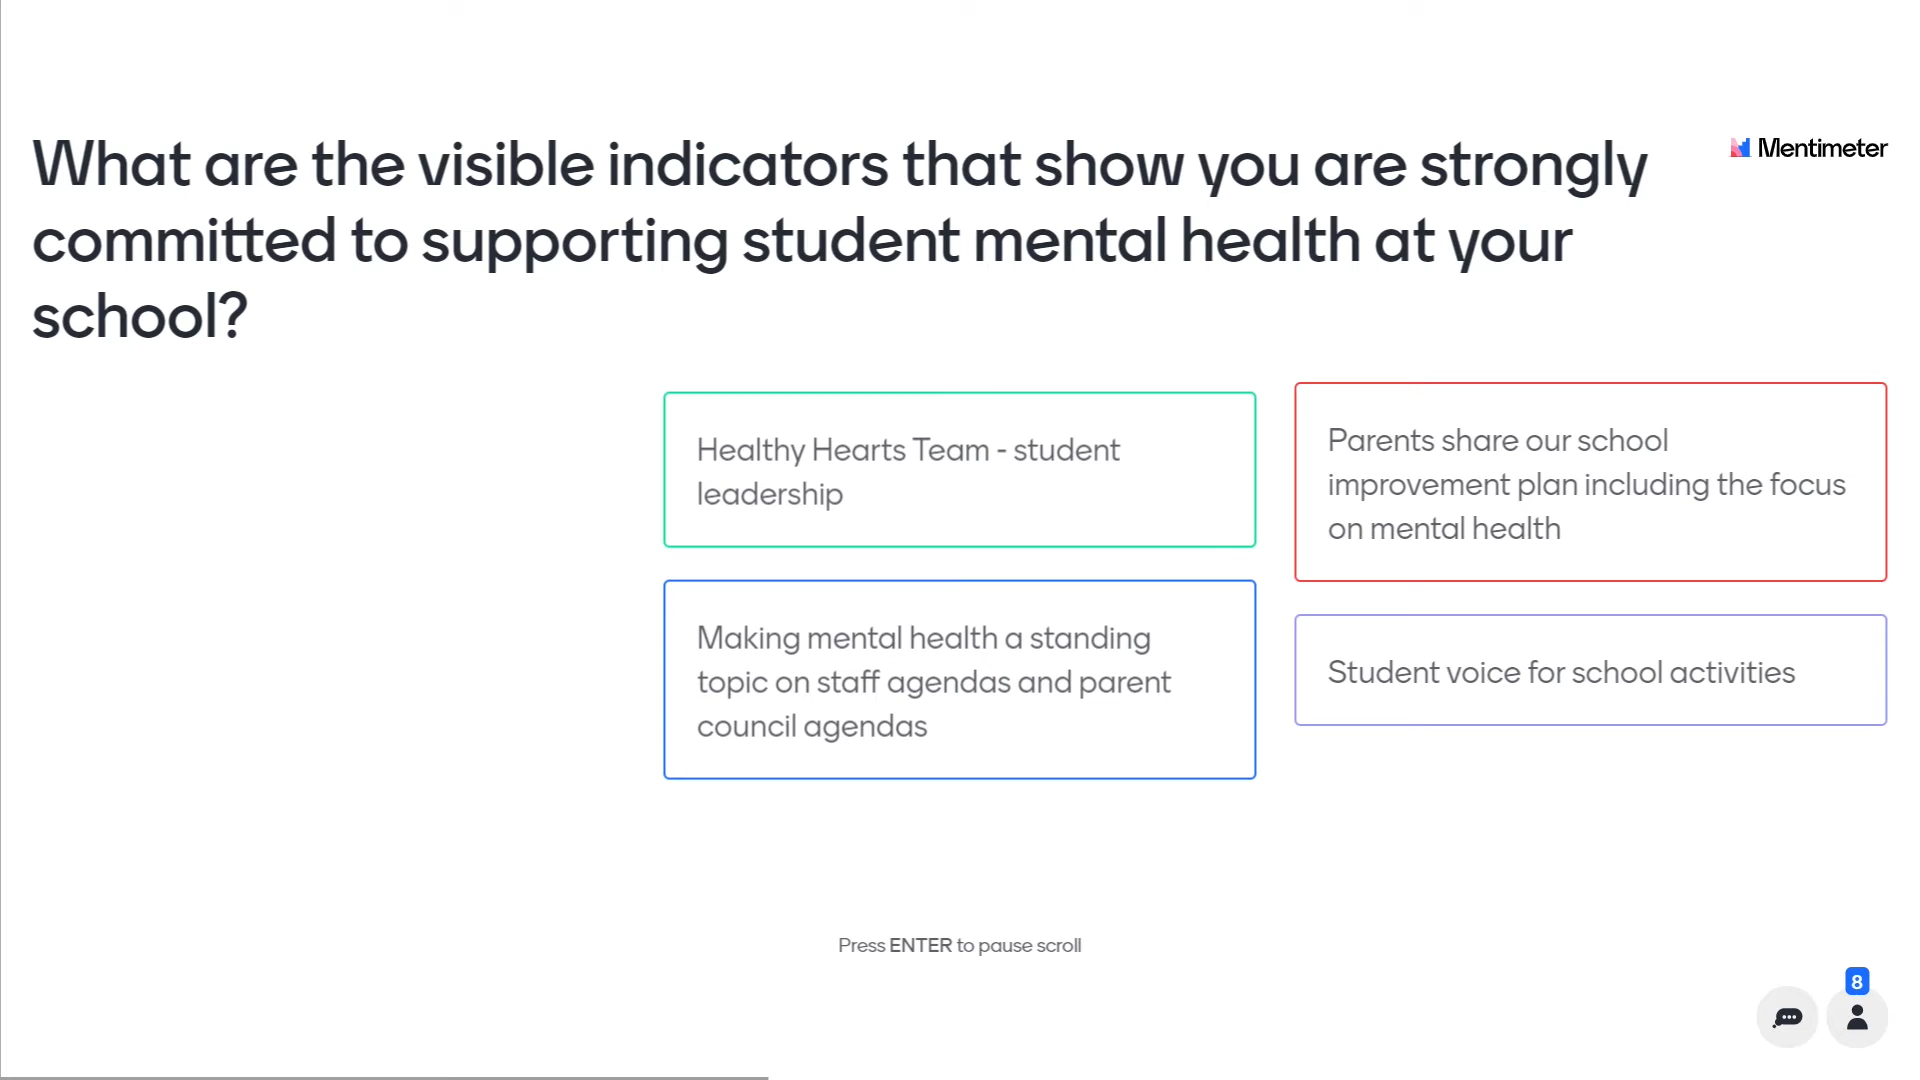 What are the visible indicators that show you are strongly
committed to supporting student mental health at your
school?
Mentimeter
Healthy Hearts Team - student
leadership
Making mental health a standing
topic on staff agendas and parent
council agendas
Parents share our school
improvement plan including the focus
on mental health
Student voice for school activities
Press ENTER to pause scroll
8